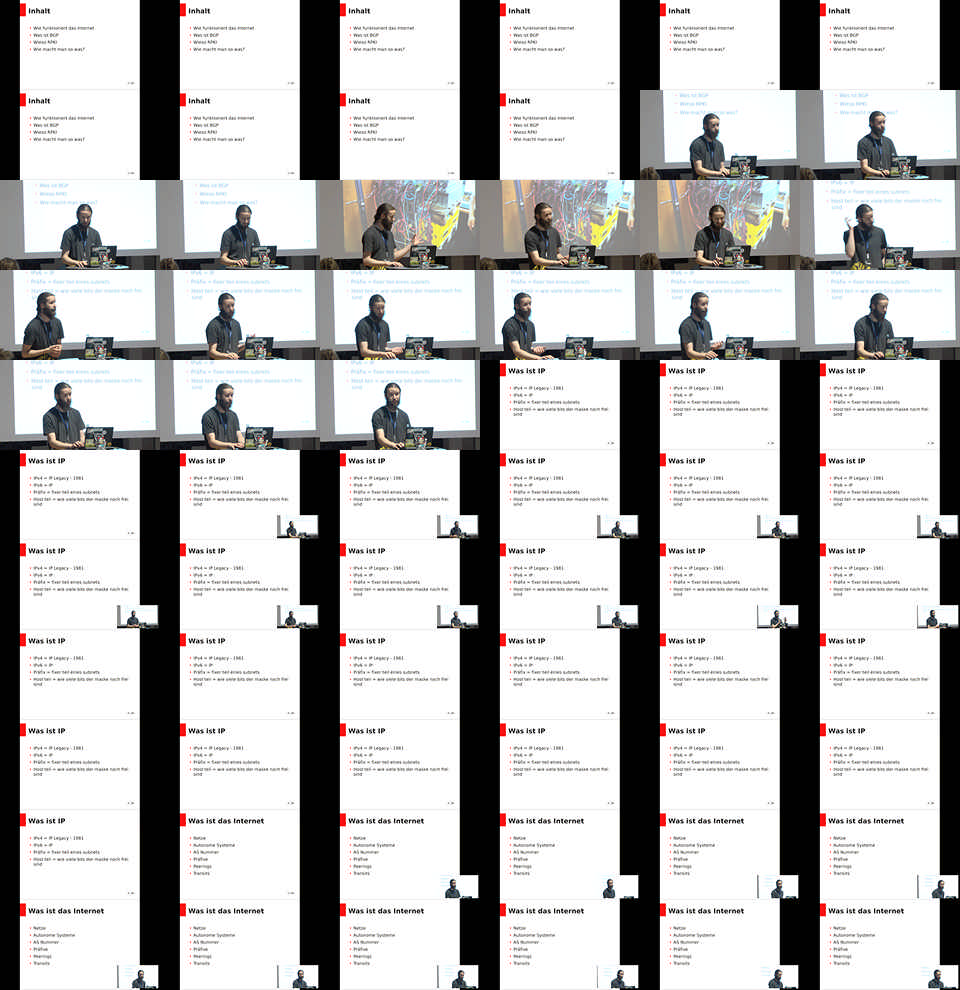 Inhalt
Wie funktioniert das Internet
Was ist BGP
Wieso RPKI
Wie macht man so was?
Was ist IP
IPv4 = IP Legacy - 1981
IPv6 = IP
Präfix = fixer teil eines subnets
Host teil = wie viele bits der maske noch frei
sind
Was ist das Internet
Netze
Autonome Systeme
AS Nummer
Präfixe
Peerings
Transits